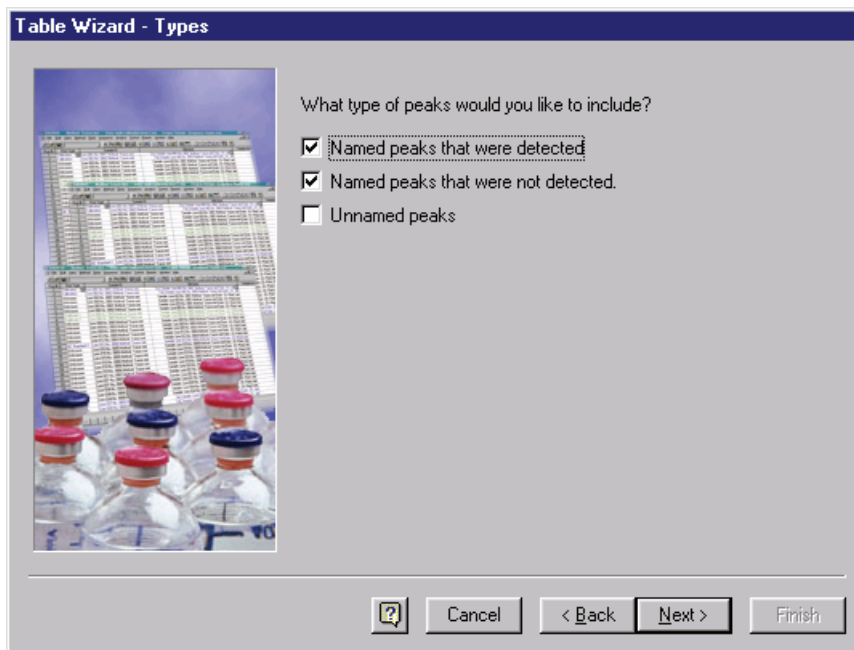 Table Wizard - Types
What type of peaks would you like to include?
Named peaks that were detected
Named peaks that were not detected.
Unnamed peaks
Cancel
< Back
Next >
Finish